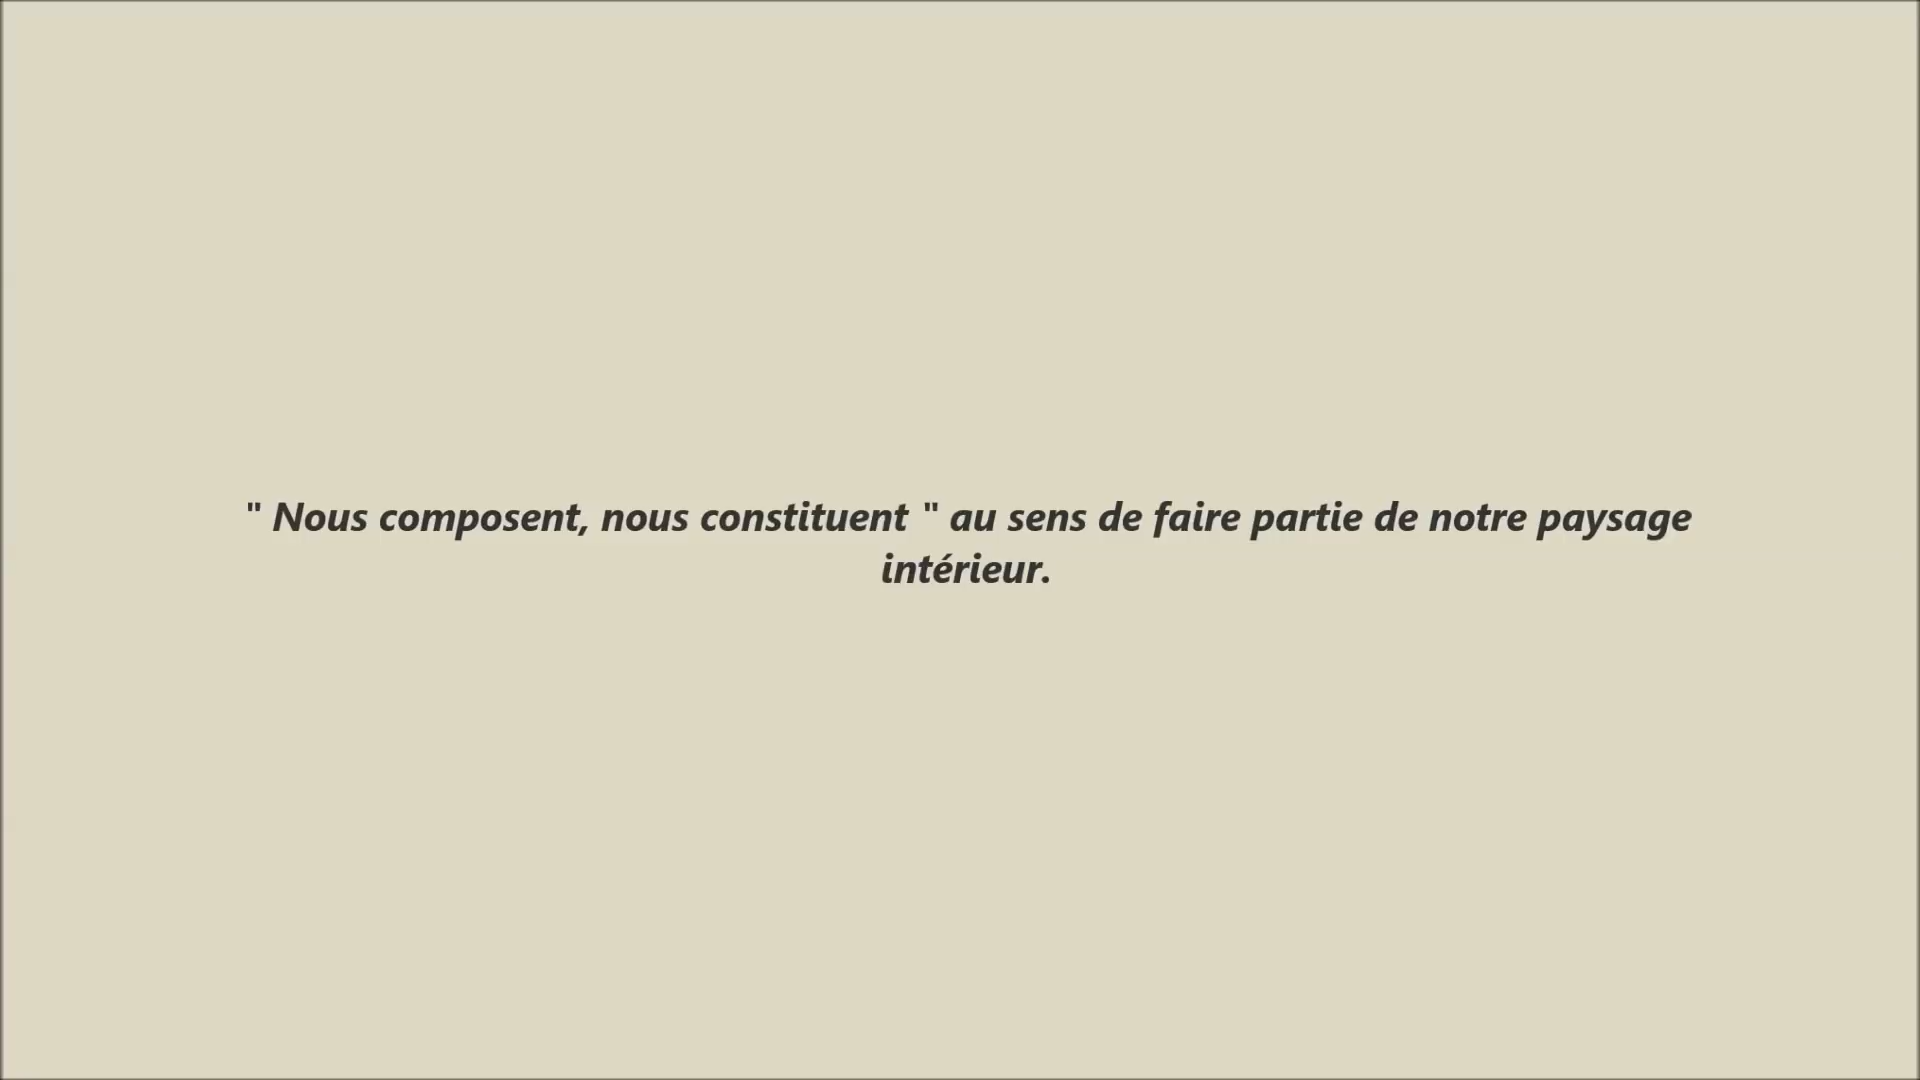 " Nous composent, nous constituent " au sens de faire partie de notre paysage
intérieur.